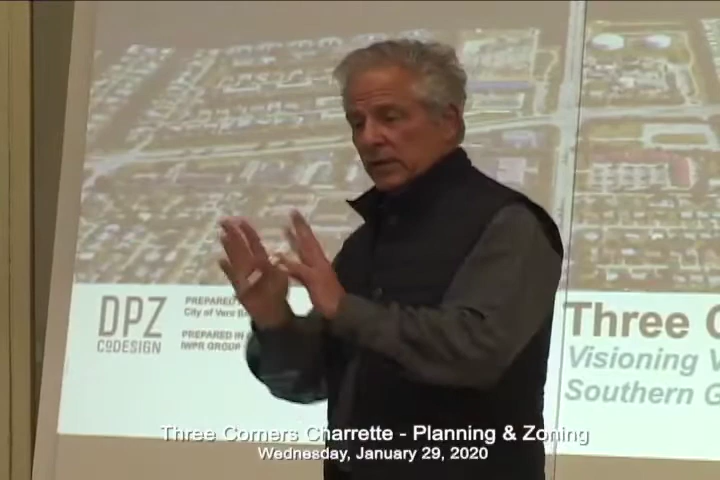 DPZ
CODESIGN
PREPARED
City of Vero
PREPARED IN
IWPR GROUP
Three
Visioning
Southern
Three Corners Charrette - Planning & Zoning
Wednesday, January 29, 2020